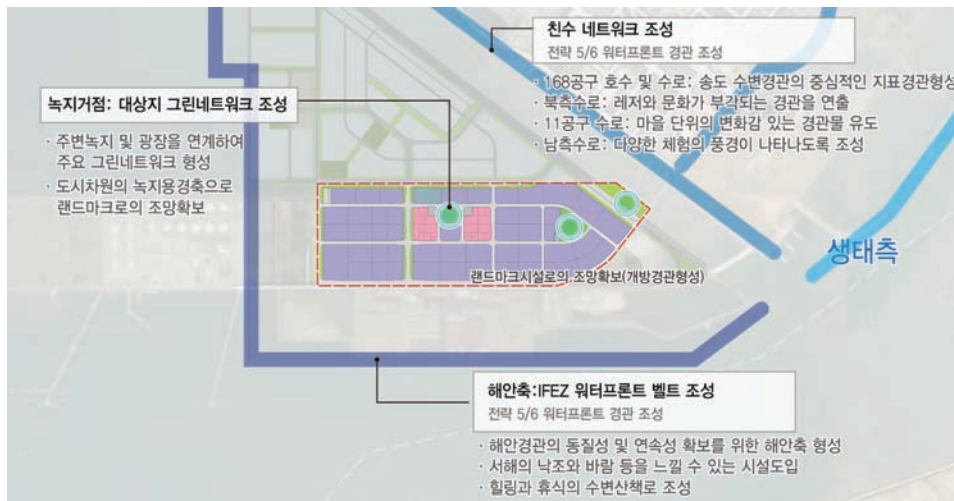 친수 네트워크 조성
전략 5/6 워터프론트 경관 조성
· 168공구 호수 및 수로: 송도 수변경관의 중심적인 지표경관형성
· 북측수로: 레저와 문화가 부각되는 경관을 연출
· 11공구 수로: 마을 단위의 변화감 있는 경관물 유도
· 남측수로: 다양한 체험의 풍경이 나타나도록 조성
녹지거점: 대상지 그린네트워크 조성
· 주변녹지 및 광장을 연계하여
주요 그린네트워크 형성
· 도시차원의 녹지용경축으로
랜드마크로의 조망확보
생태측
랜드마크시설로의 조망확보(개방경관형성)
해안축:IFEZ 워터프론트 벨트 조성
전략 5/6 워터프론트 경관 조성
· 해안경관의 동질성 및 연속성 확보를 위한 해안축 형성
· 서해의 낙조와 바람 등을 느낄 수 있는 시설도입
· 힐링과 휴식의 수변산책로 조성